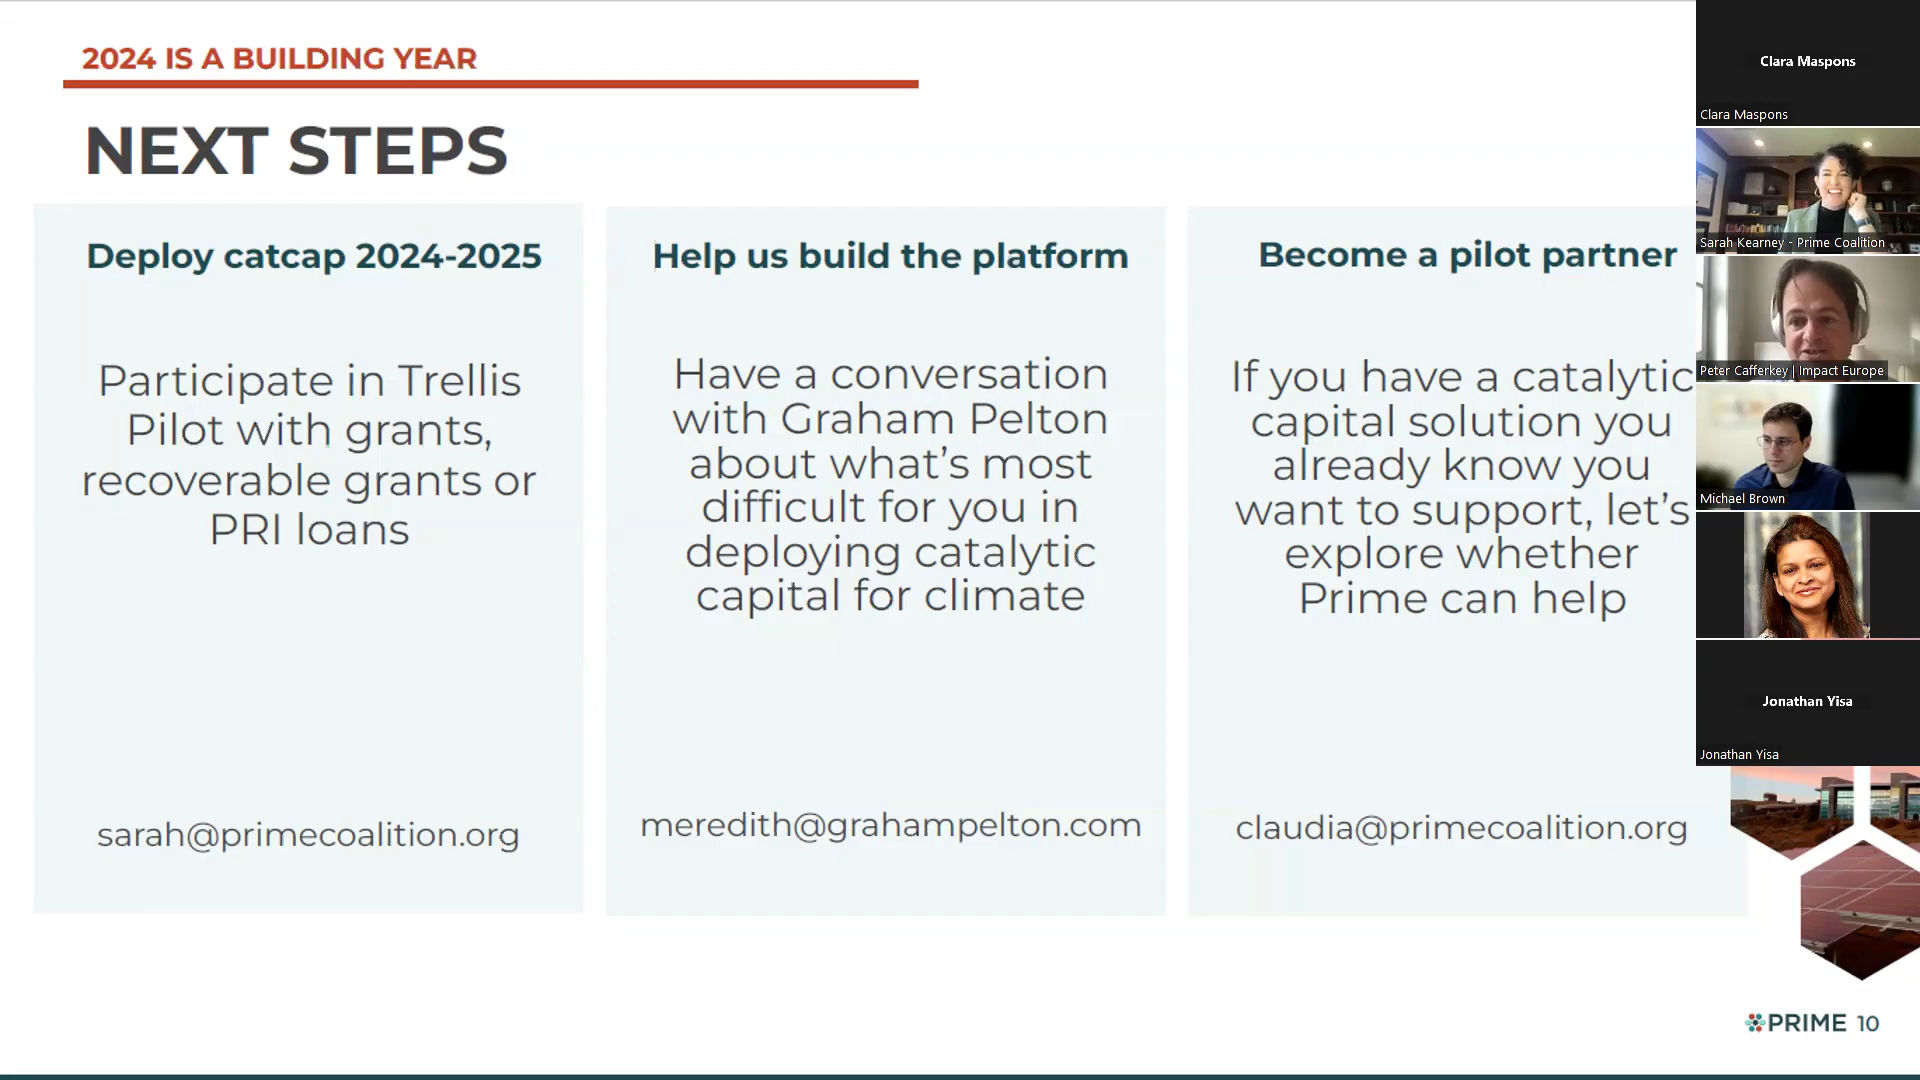 2024 IS A BUILDING YEAR
NEXT STEPS
Deploy catcap 2024-2025
Participate in Trellis
Pilot with grants,
recoverable grants or
PRI loans
sarah@primecoalition.org
Help us build the platform
Have a conversation
with Graham Pelton
about what's most
difficult for you in
deploying catalytic
capital for climate
meredith@grahampelton.com
Become a pilot partner
If you have a catalytic
capital solution you
already know you
want to support, let's
explore whether
Prime can help
claudia@primecoalition.org
Clara Maspons
Clara Maspons
Sarah Kearney - Prime Coalition
Peter Cafferkey | Impact Europe
Michael Brown
Jonathan Yisa
Jonathan Yisa
PRIME 10